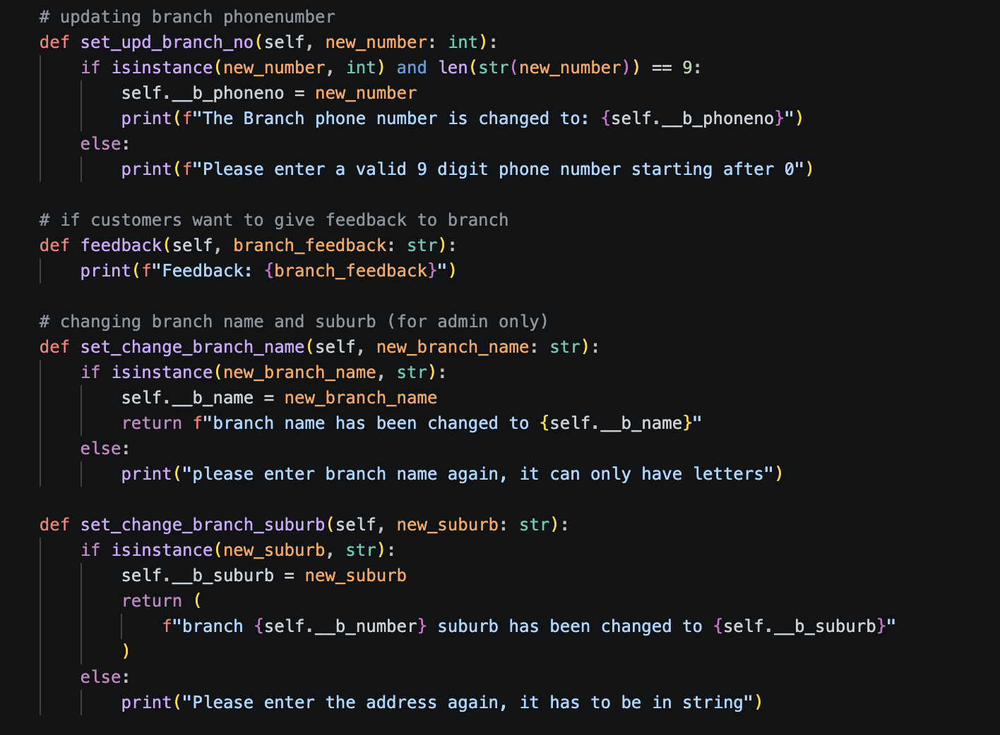 # updating branch phonenumber
def set_upd_branch_no(self, new_number: int):
if isinstance(new_number, int) and len(str(new_number)) == 9:
self.__b_phoneno = new_number
print(f"The Branch phone number is changed to: {self.__b_phoneno}")
else:
print(f"Please enter a valid 9 digit phone number starting after 0")
# if customers want to give feedback to branch
def feedback(self, branch_feedback: str):
print(f"Feedback: {branch_feedback}")
# changing branch name and suburb (for admin only)
def set_change_branch_name(self, new_branch_name: str):
if isinstance(new_branch_name, str):
self.__b_name = new_branch_name
return f"branch name has been changed to {self.__b_name}"
else:
print("please enter branch name again, it can only have letters")
def set_change_branch_suburb(self, new_suburb: str):
if isinstance(new_suburb, str):
self.__b_suburb = new_suburb
return (
f"branch {self.__b_number} suburb has been changed to {self.__b_suburb}"
)
else:
print("Please enter the address again, it has to be in string")